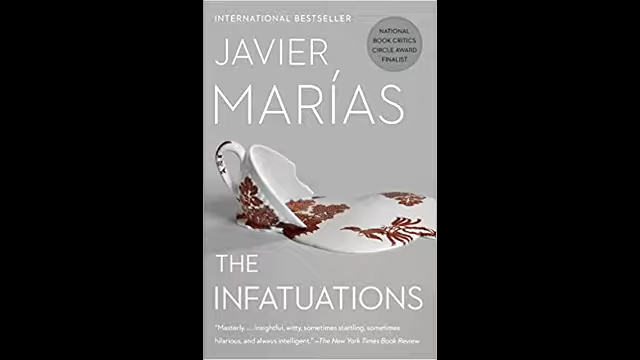 INTERNATIONAL BESTSELLER
NATIONAL
BOOK CRITICS
CIRCLE AWARD
FINALIST
JAVIER
MARÍAS
THE
INFATUATIONS
"Masterly. . . . Insightful, witty, sometimes startling, sometimes
hilarious, and always intelligent." —The New York Times Book Review